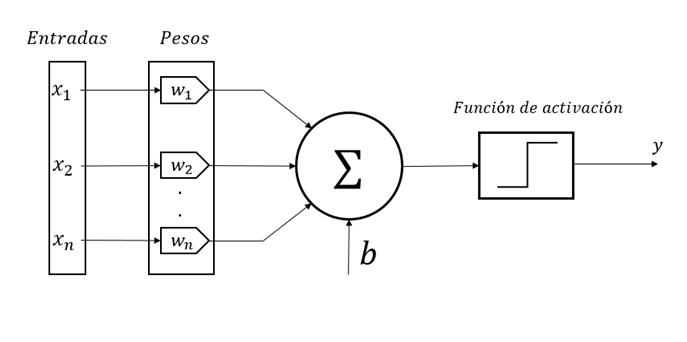 Entradas
Pesos
x₁
w₁
x₂
w₂
.
.
xₙ
wₙ
Σ
b
Función de activación
y